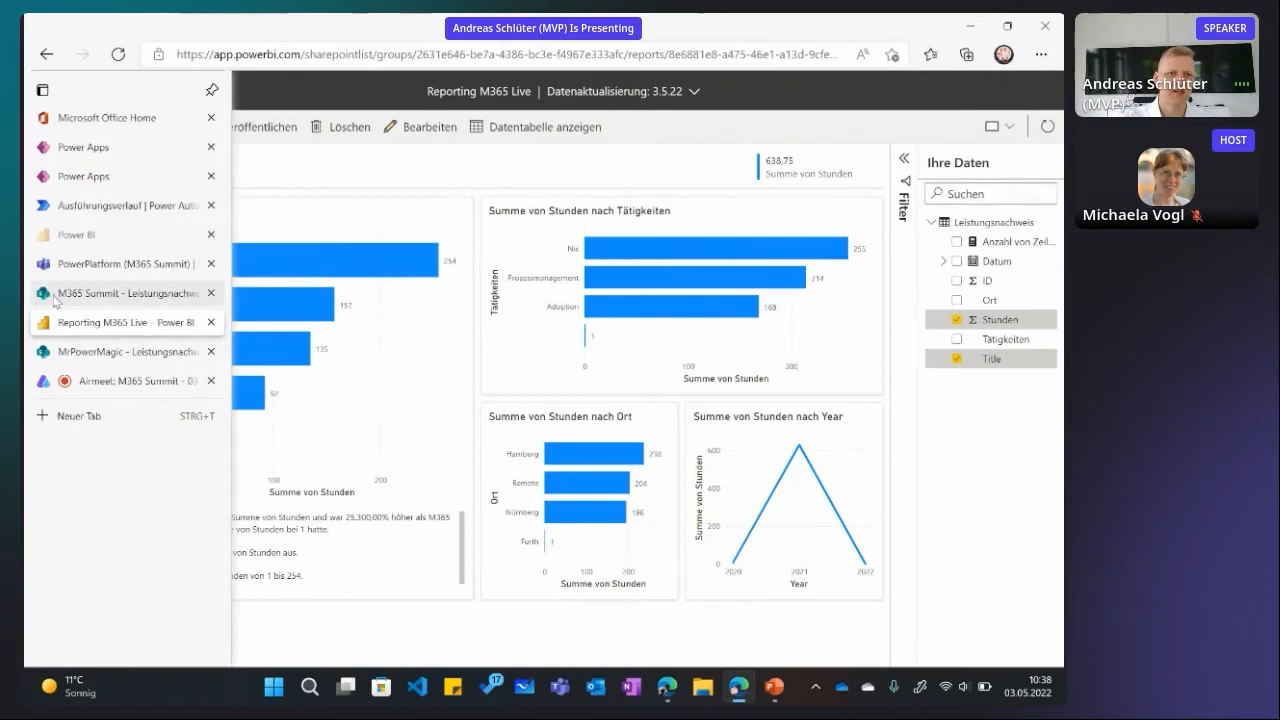 Andreas Schlüter (MVP) Is Presenting
https://app.powerbi.com/sharepointlist/groups/2631e646-be7a-4386-bc3e-f4967e333afc/reports/8e6881e8-a475-46e1-a13d-9cfe...
Reporting M365 Live | Datenaktualisierung: 3.5.22
eröffentlichen
Löschen
Bearbeiten
Datentabelle anzeigen
Microsoft Office Home
Power Apps
Power Apps
Ausführungsverlauf | Power Auto
Power BI
PowerPlatform (M365 Summit) |
M365 Summit - Leistungsnachwe
Reporting M365 Live - Power BI
MrPowerMagic - Leistungsnach
Airmeet: M365 Summit - 03
Neuer Tab
STRG+T
638,75
Summe von Stunden
254
157
135
92
100
200
Summe von Stunden
Summe von Stunden und war 25.300,00% höher als M365
von Stunden bei 1 hatte.
von Stunden aus.
den von 1 bis 254.
Summe von Stunden nach Tätigkeiten
Tätigkeiten
Nix
255
Prozessmanagement
214
Adoption
169
1
0
100
200
Summe von Stunden
Summe von Stunden nach Ort
Ort
Hamburg
238
Remote
204
Nürnberg
196
Fürth
1
0
100
200
Summe von Stunden
Summe von Stunden nach Year
Summe von Stunden
600
400
200
0
2020
2021
2022
Year
Filter
Ihre Daten
Suchen
Leistungsnachweis
Anzahl von Zeil...
Datum
ID
Ort
Stunden
Tätigkeiten
Title
SPEAKER
Andreas Schlüter
(MVP)
HOST
Michaela Vogl
11°C
Sonnig
17
10:38
03.05.2022